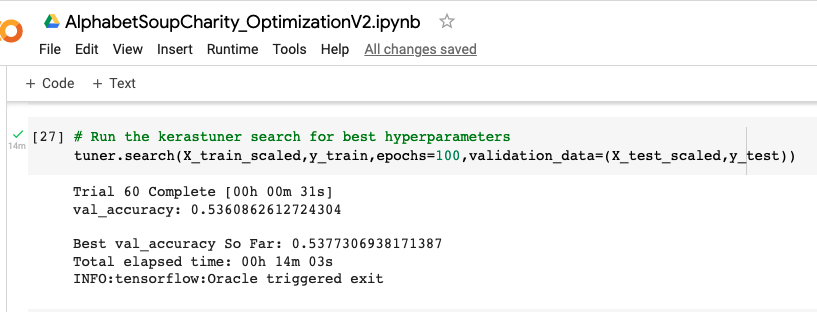 AlphabetSoupCharity_OptimizationV2.ipynb
File Edit View Insert Runtime Tools Help All changes saved
+ Code + Text
[27] # Run the kerastuner search for best hyperparameters
14m
tuner.search(X_train_scaled,y_train,epochs=100,validation_data=(X_test_scaled,y_test))
Trial 60 Complete [00h 00m 31s]
val_accuracy: 0.5360862612724304
Best val_accuracy So Far: 0.5377306938171387
Total elapsed time: 00h 14m 03s
INFO:tensorflow:Oracle triggered exit